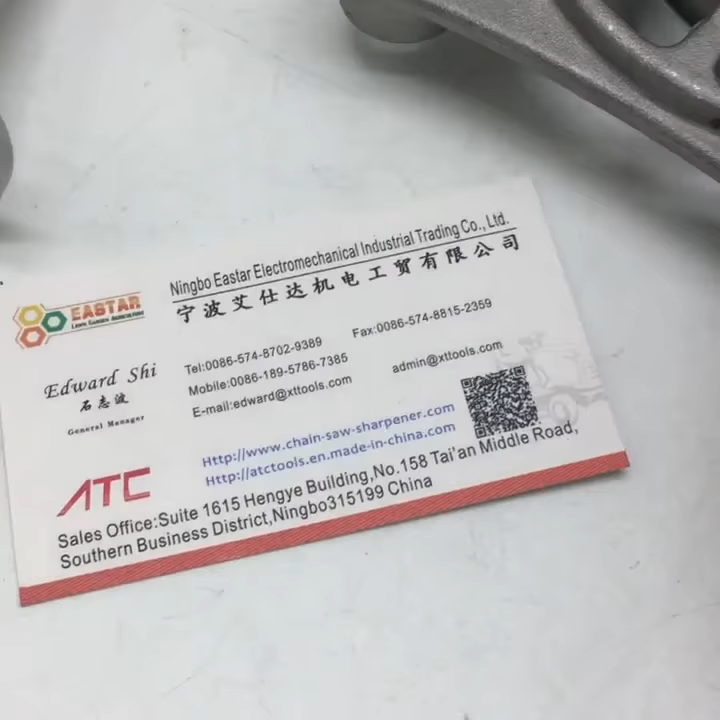 Ningbo Eastar Electromechanical Industrial Trading Co., Ltd.
宁波艾仕达机电工贸有限公司
EASTAR
LAWN GARDEN AGRICULTURE
Edward Shi
石志波
General Manager
Tel:0086-574-8702-9389
Fax:0086-574-8815-2359
Mobile:0086-189-5786-7385
E-mail:edward@xttools.com
admin@xttools.com
Http://www.chain-saw-sharpener.com
Http://atctools.en.made-in-china.com
ATC
Sales Office:Suite 1615 Hengye Building,No.158 Tai'an Middle Road,
Southern Business District,Ningbo315199 China